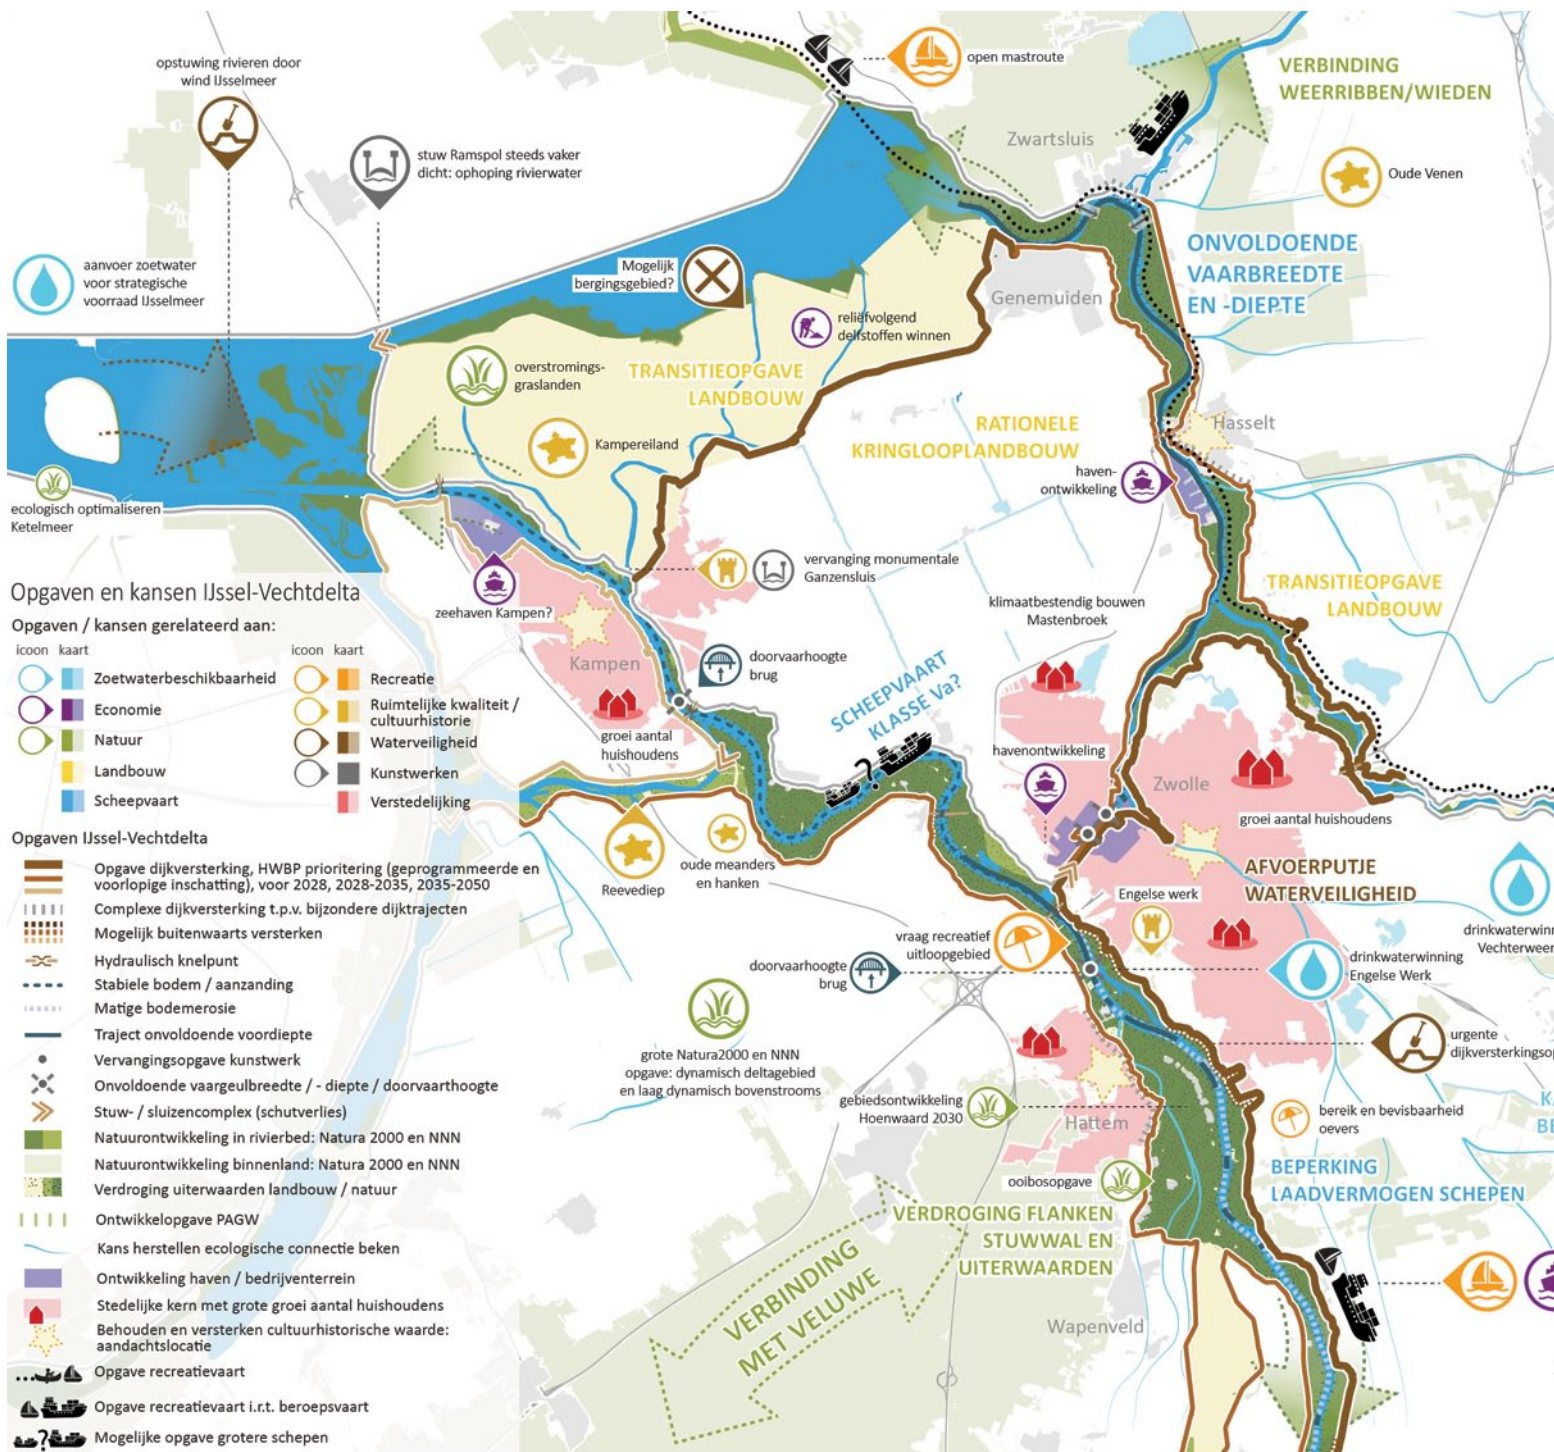 opstuwing rivieren door
wind IJsselmeer
open mastroute
VERBINDING
WEERRIBBEN/WIEDEN
Zwartsluis
stuw Ramspol steeds vaker
dicht: ophoping rivierwater
Oude Venen
aanvoer zoetwater
voor strategische
voorraad IJsselmeer
Mogelijk
bergingsgebied?
ONVOLDOENDE
VAARBREEDTE
EN -DIEPTE
Genemuiden
reliëfvolgend
delfstoffen winnen
overstromings-
graslanden
TRANSITIEOPGAVE
LANDBOUW
Kampereiland
RATIONELE
KRINGLOOPLANDBOUW
Hasselt
haven-
ontwikkeling
ecologisch optimaliseren
Ketelmeer
vervanging monumentale
Ganzensluis
zeehaven Kampen?
klimaatbestendig bouwen
Mastenbroek
TRANSITIEOPGAVE
LANDBOUW
Kampen
doorvaarhoogte
brug
groei aantal
huishoudens
SCHEEPVAART
KLASSE Va?
havenontwikkeling
Zwolle
groei aantal huishoudens
Reevediep
oude meanders
en hanken
AFVOERPUTJE
WATERVEILIGHEID
Engelse werk
vraag recreatief
uitloopgebied
doorvaarhoogte
brug
drinkwaterwinn
Vechterweer
drinkwaterwinning
Engelse Werk
urgente
dijkversterkingsop
grote Natura2000 en NNN
opgave: dynamisch deltagebied
en laag dynamisch bovenstrooms
gebiedsontwikkeling
Hoenwaard 2030
Hattem
bereik en bevisbaarheid
oevers
K
BE
ooibosopgave
BEPERKING
LAADVERMOGEN SCHEPEN
VERDROGING FLANKEN
STUWWAL EN
UITERWAARDEN
VERBINDING
MET VELUWE
Wapenveld
Opgaven en kansen IJssel-Vechtdelta
Opgaven / kansen gerelateerd aan:
icoon kaart
Zoetwaterbeschikbaarheid
Economie
Natuur
Landbouw
Scheepvaart
icoon kaart
Recreatie
Ruimtelijke kwaliteit /
cultuurhistorie
Waterveiligheid
Kunstwerken
Verstedelijking
Opgaven IJssel-Vechtdelta
Opgave dijkversterking, HWBP prioritering (geprogrammeerde en
voorlopige inschatting), voor 2028, 2028-2035, 2035-2050
Complexe dijkversterking t.p.v. bijzondere dijktrajecten
Mogelijk buitenwaarts versterken
Hydraulisch knelpunt
Stabiele bodem / aanzanding
Matige bodemerosie
Traject onvoldoende voordiepte
Vervangingsopgave kunstwerk
Onvoldoende vaargeulbreedte / - diepte / doorvaarthoogte
Stuw- / sluizencomplex (schutverlies)
Natuurontwikkeling in rivierbed: Natura 2000 en NNN
Natuurontwikkeling binnenland: Natura 2000 en NNN
Verdroging uiterwaarden landbouw / natuur
Ontwikkelopgave PAGW
Kans herstellen ecologische connectie beken
Ontwikkeling haven / bedrijventerrein
Stedelijke kern met grote groei aantal huishoudens
Behouden en versterken cultuurhistorische waarde:
aandachtslocatie
Opgave recreatievaart
Opgave recreatievaart i.r.t. beroepsvaart
Mogelijke opgave grotere schepen